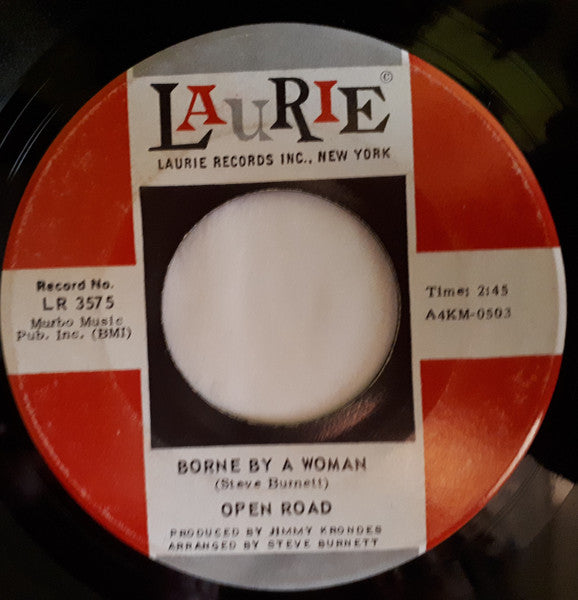 LAURIE ©
LAURIE RECORDS INC., NEW YORK
Record No.
LR 3575
Murbo Music
Pub. Inc. (BMI)
Time: 2:45
A4KM-0503
BORNE BY A WOMAN
(Steve Burnett)
OPEN ROAD
PRODUCED BY JIMMY KRONDES
ARRANGED BY STEVE BURNETT